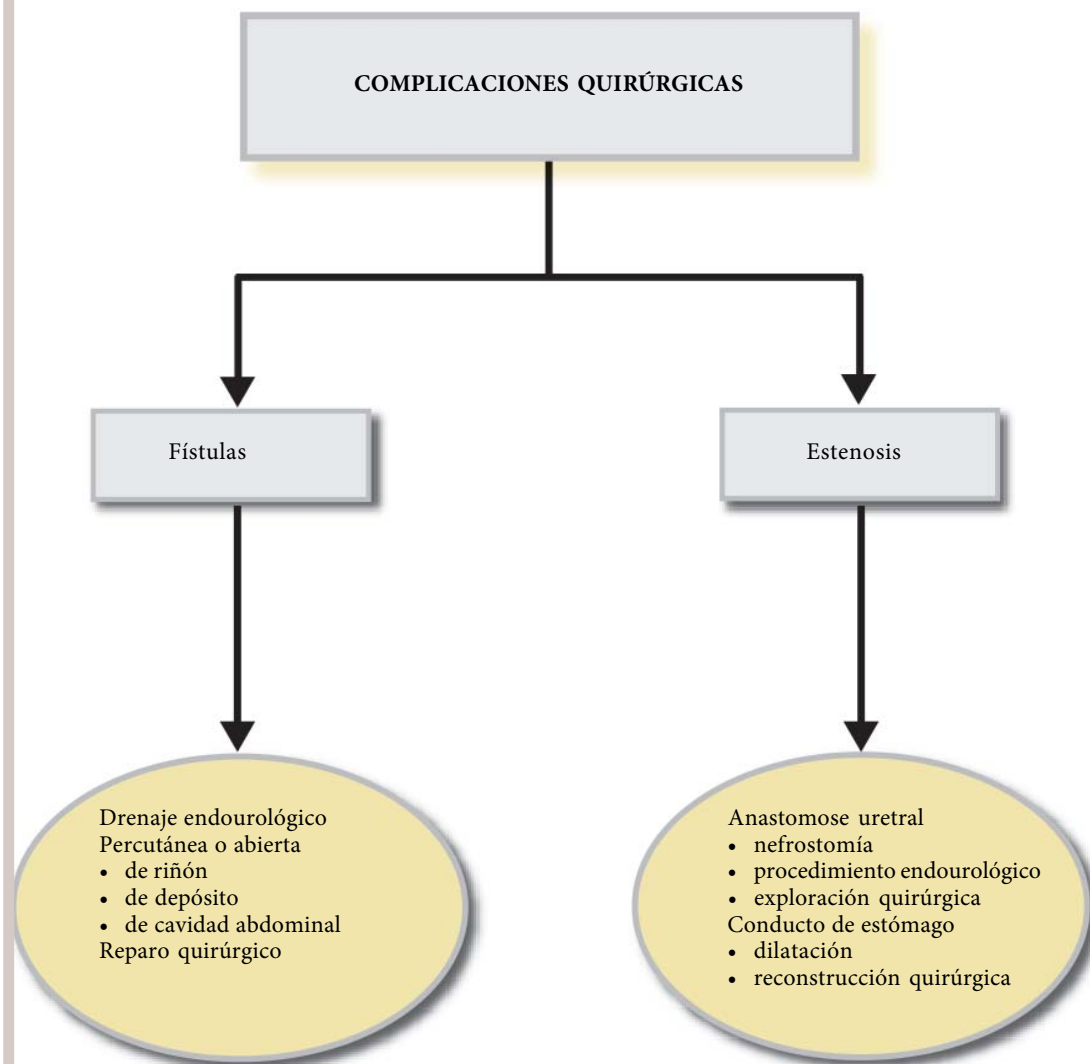 COMPLICACIONES QUIRÚRGICAS
Fístulas
Estenosis
Drenaje endourológico
Percutánea o abierta
• de riñón
• de depósito
• de cavidad abdominal
Reparo quirúrgico
Anastomose uretral
• nefrostomía
• procedimiento endourológico
• exploración quirúrgica
Conducto de estómago
• dilatación
• reconstrucción quirúrgica